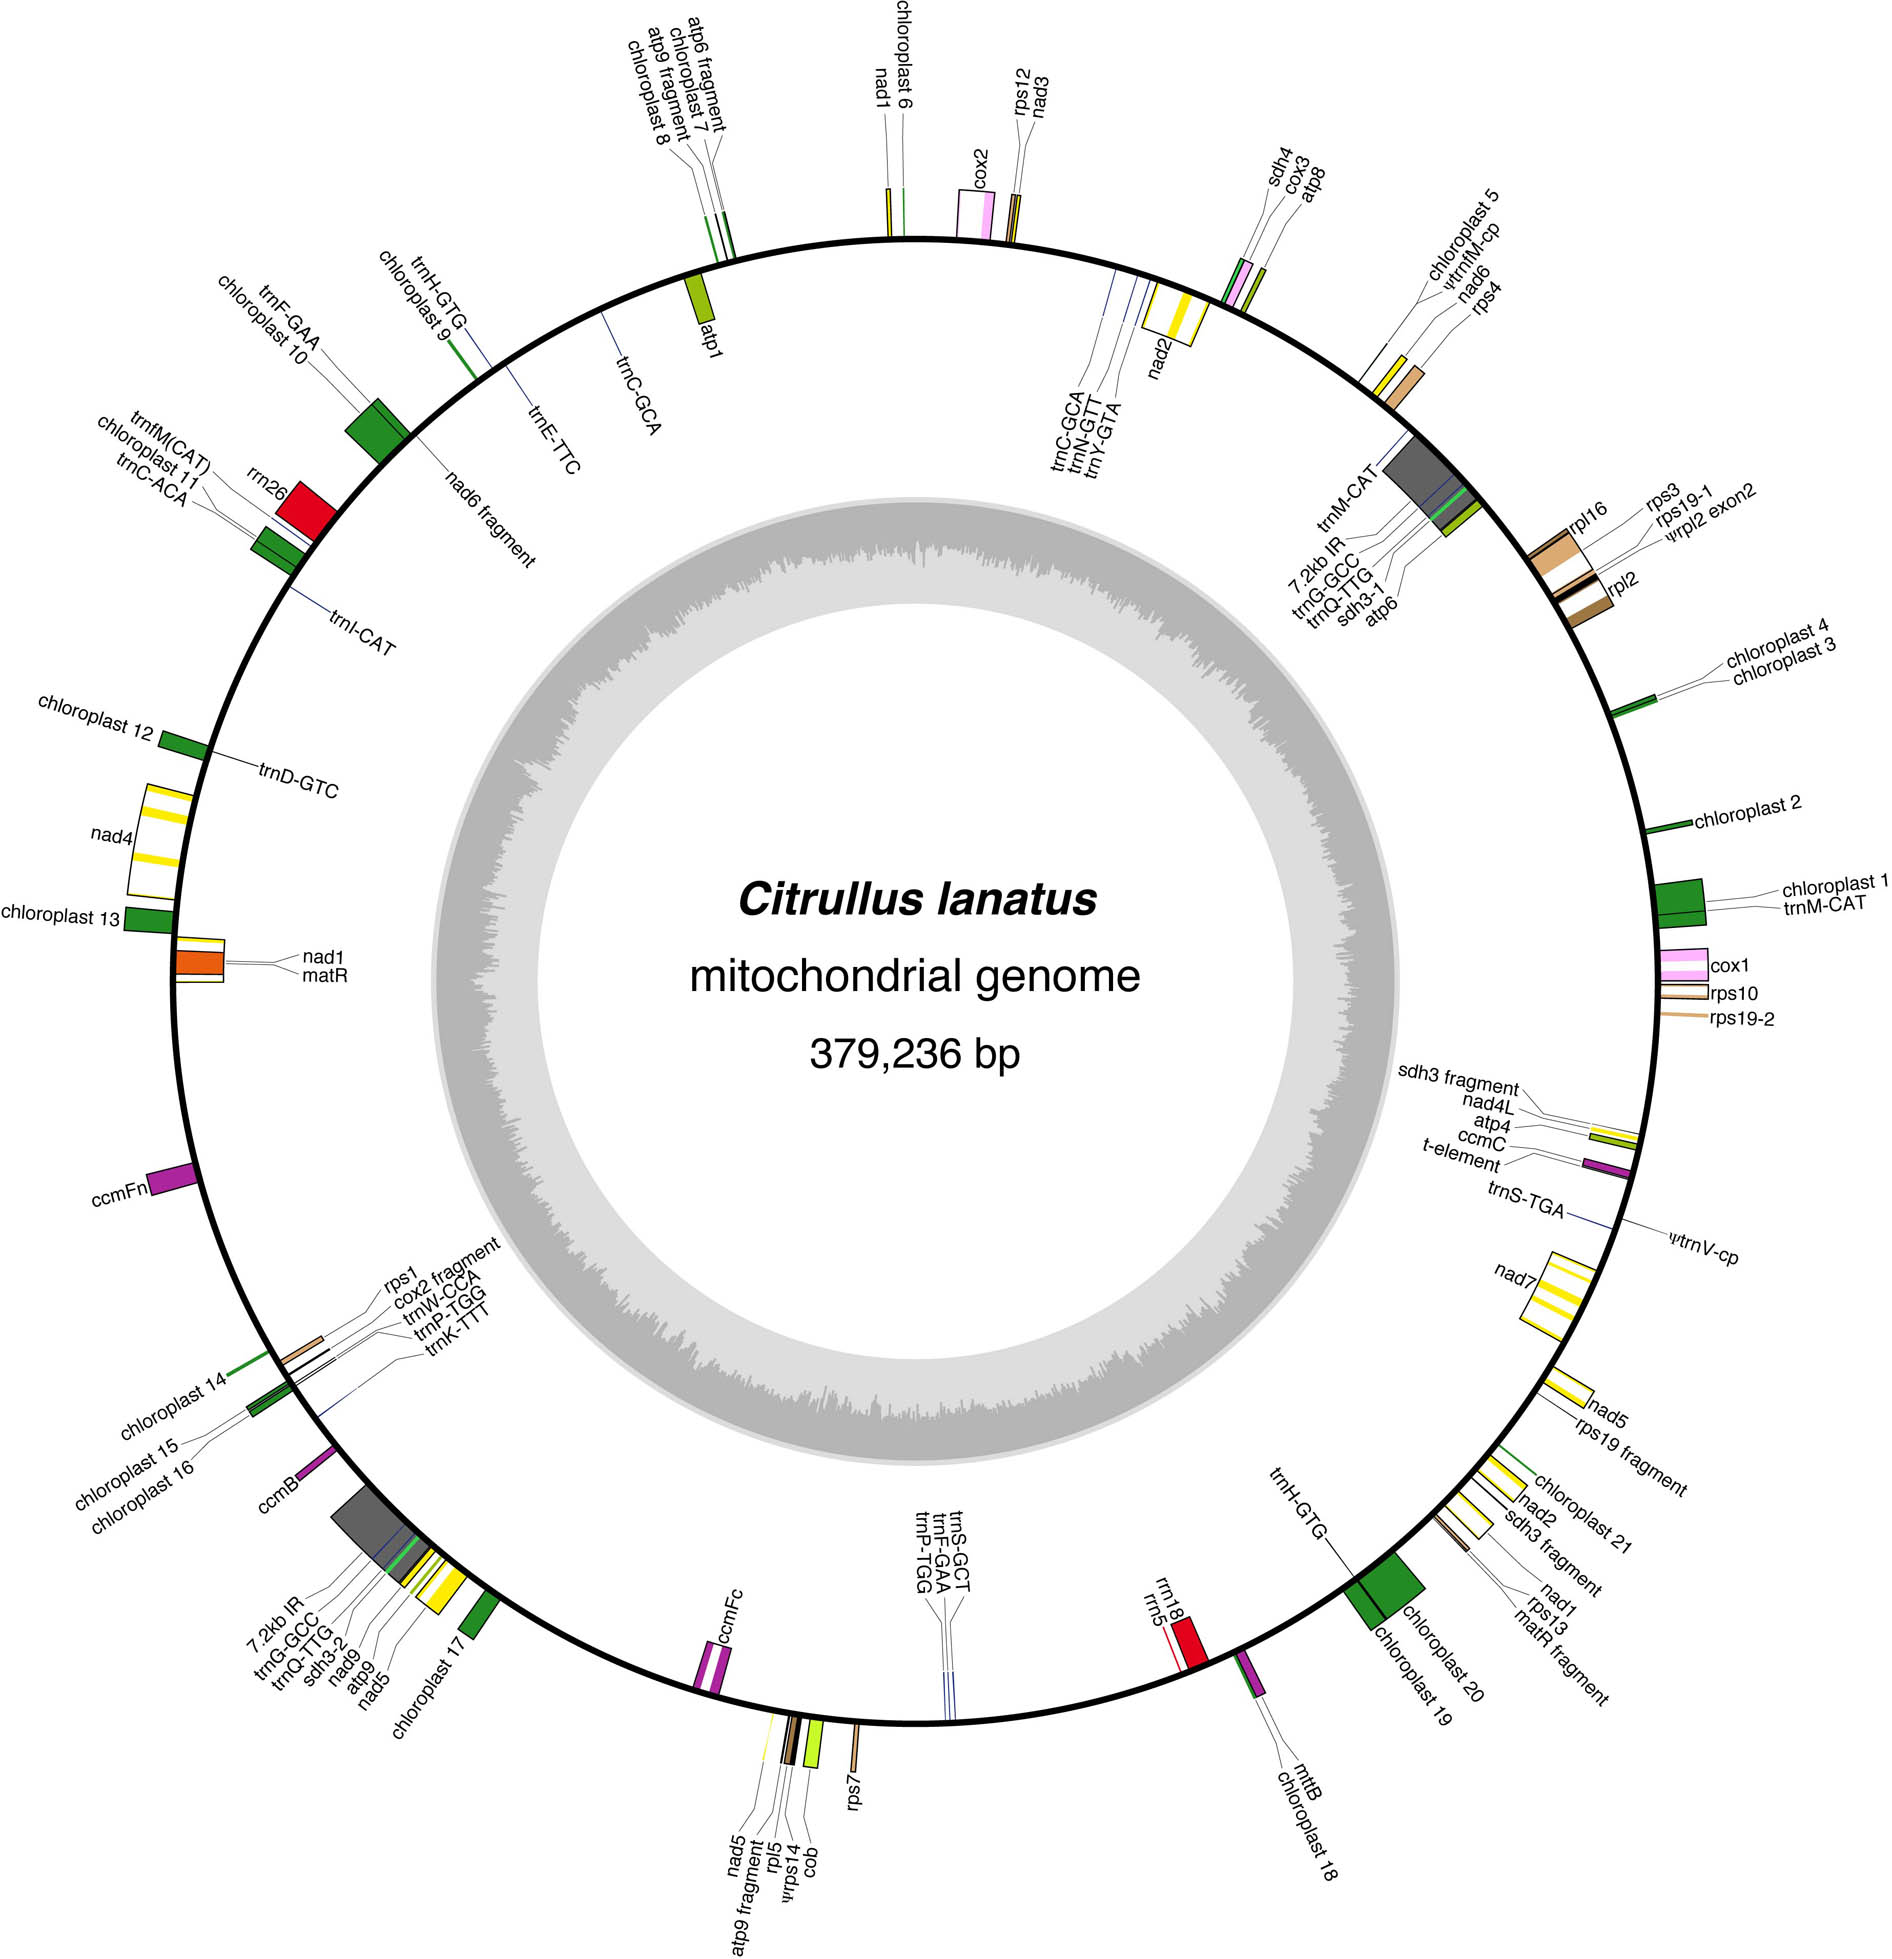 Citrullus lanatus
mitochondrial genome
379,236 bp
chloroplast 6
nad1
cox2
rps12
nad3
sdh4
cox3
atp8
chloroplast 5
ΨtrnfM-cp
nad6
rps4
rpl16
rps3
rps19-1
Ψrpl2 exon2
rpl2
chloroplast 4
chloroplast 3
chloroplast 2
chloroplast 1
trnM-CAT
cox1
rps10
rps19-2
sdh3 fragment
nad4L
atp4
ccmC
t-element
trnS-TGA
ΨtrnV-cp
nad7
nad5
rps19 fragment
chloroplast 21
nad2
sdh3 fragment
nad1
rps13
matR fragment
trnH-GTG
chloroplast 20
chloroplast 19
mttB
chloroplast 18
rrn18
rrn5
trnS-GCT
trnF-GAA
trnP-TGG
rps7
cob
Ψrps14
rpl5
atp9 fragment
nad5
ccmFc
chloroplast 17
nad5
atp9
nad9
sdh3-2
trnQ-TTG
trnG-GCC
7.2kb IR
ccmB
chloroplast 16
chloroplast 15
chloroplast 14
rps1
cox2 fragment
trnW-CCA
trnP-TGG
trnK-TTT
ccmFn
nad1
matR
chloroplast 13
nad4
chloroplast 12
trnD-GTC
trnI-CAT
trnC-ACA
chloroplast 11
trnfM(CAT)
rrn26
nad6 fragment
chloroplast 10
trnF-GAA
chloroplast 9
trnH-GTG
trnE-TTC
trnC-GCA
atp1
chloroplast 8
atp9 fragment
chloroplast 7
atp6 fragment
trnC-GCA
trnN-GTT
trnY-GTA
nad2
trnM-CAT
7.2kb IR
trnG-GCC
trnQ-TTG
sdh3-1
atp6